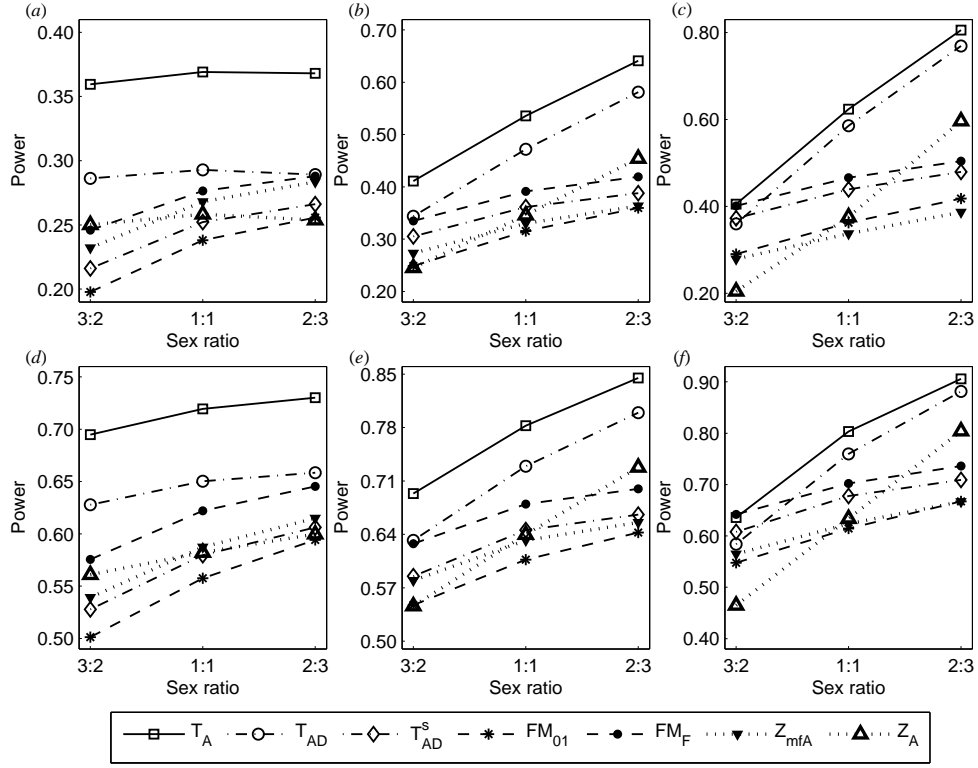 (a) (b) (c)
0.40
0.35
0.30
0.25
0.20
Power
3:2 1:1 2:3
Sex ratio
0.70
0.60
0.50
0.40
0.30
0.20
Power
3:2 1:1 2:3
Sex ratio
0.80
0.60
0.40
0.20
Power
3:2 1:1 2:3
Sex ratio
(d) (e) (f)
0.75
0.70
0.65
0.60
0.55
0.50
Power
3:2 1:1 2:3
Sex ratio
0.85
0.78
0.71
0.64
0.57
0.50
Power
3:2 1:1 2:3
Sex ratio
0.90
0.80
0.70
0.60
0.50
0.40
Power
3:2 1:1 2:3
Sex ratio
T_A T_AD T^s_AD FM_01 FM_F Z_mfA Z_A